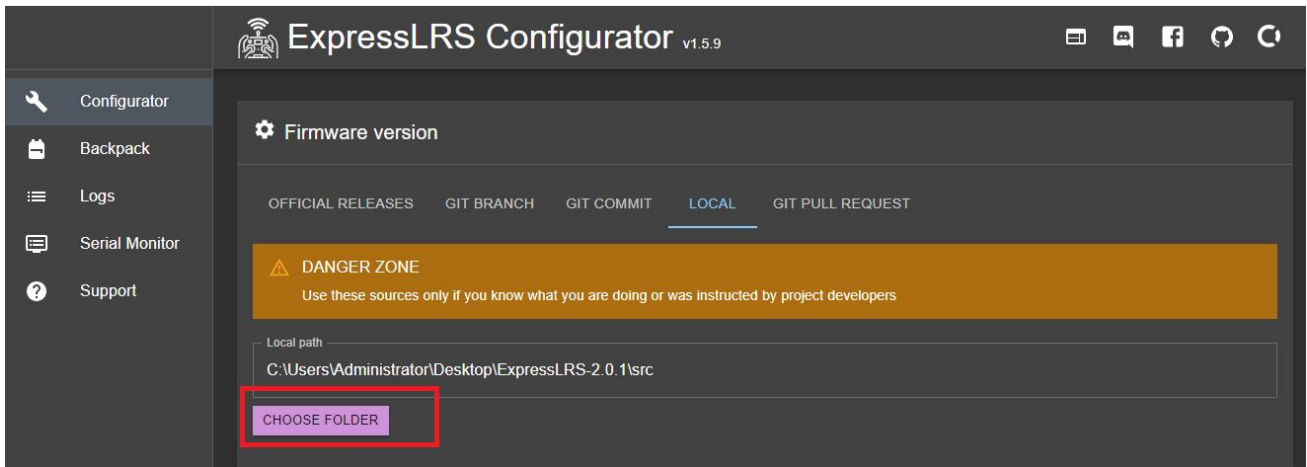 ExpressLRS Configurator v1.5.9
Configurator
Backpack
Logs
Serial Monitor
Support
Firmware version
OFFICIAL RELEASES GIT BRANCH GIT COMMIT LOCAL GIT PULL REQUEST
DANGER ZONE
Use these sources only if you know what you are doing or was instructed by project developers
Local path
C:\Users\Administrator\Desktop\ExpressLRS-2.0.1\src
CHOOSE FOLDER